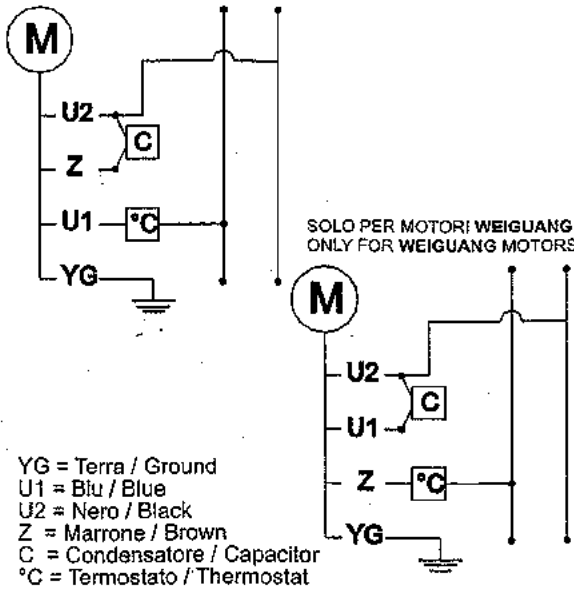 M
U2
C
Z
U1 °C
YG
SOLO PER MOTORI WEIGUANG
ONLY FOR WEIGUANG MOTORS
M
U2
C
U1
Z °C
YG
YG = Terra / Ground
U1 = Blu / Blue
U2 = Nero / Black
Z = Marrone / Brown
C = Condensatore / Capacitor
°C = Termostato / Thermostat